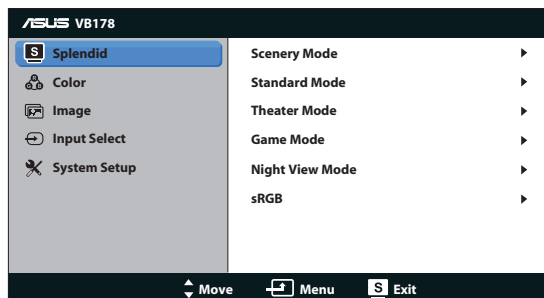 ASUS VB178
S Splendid
Color
Image
Input Select
System Setup
Scenery Mode
Standard Mode
Theater Mode
Game Mode
Night View Mode
sRGB
Move Menu S Exit